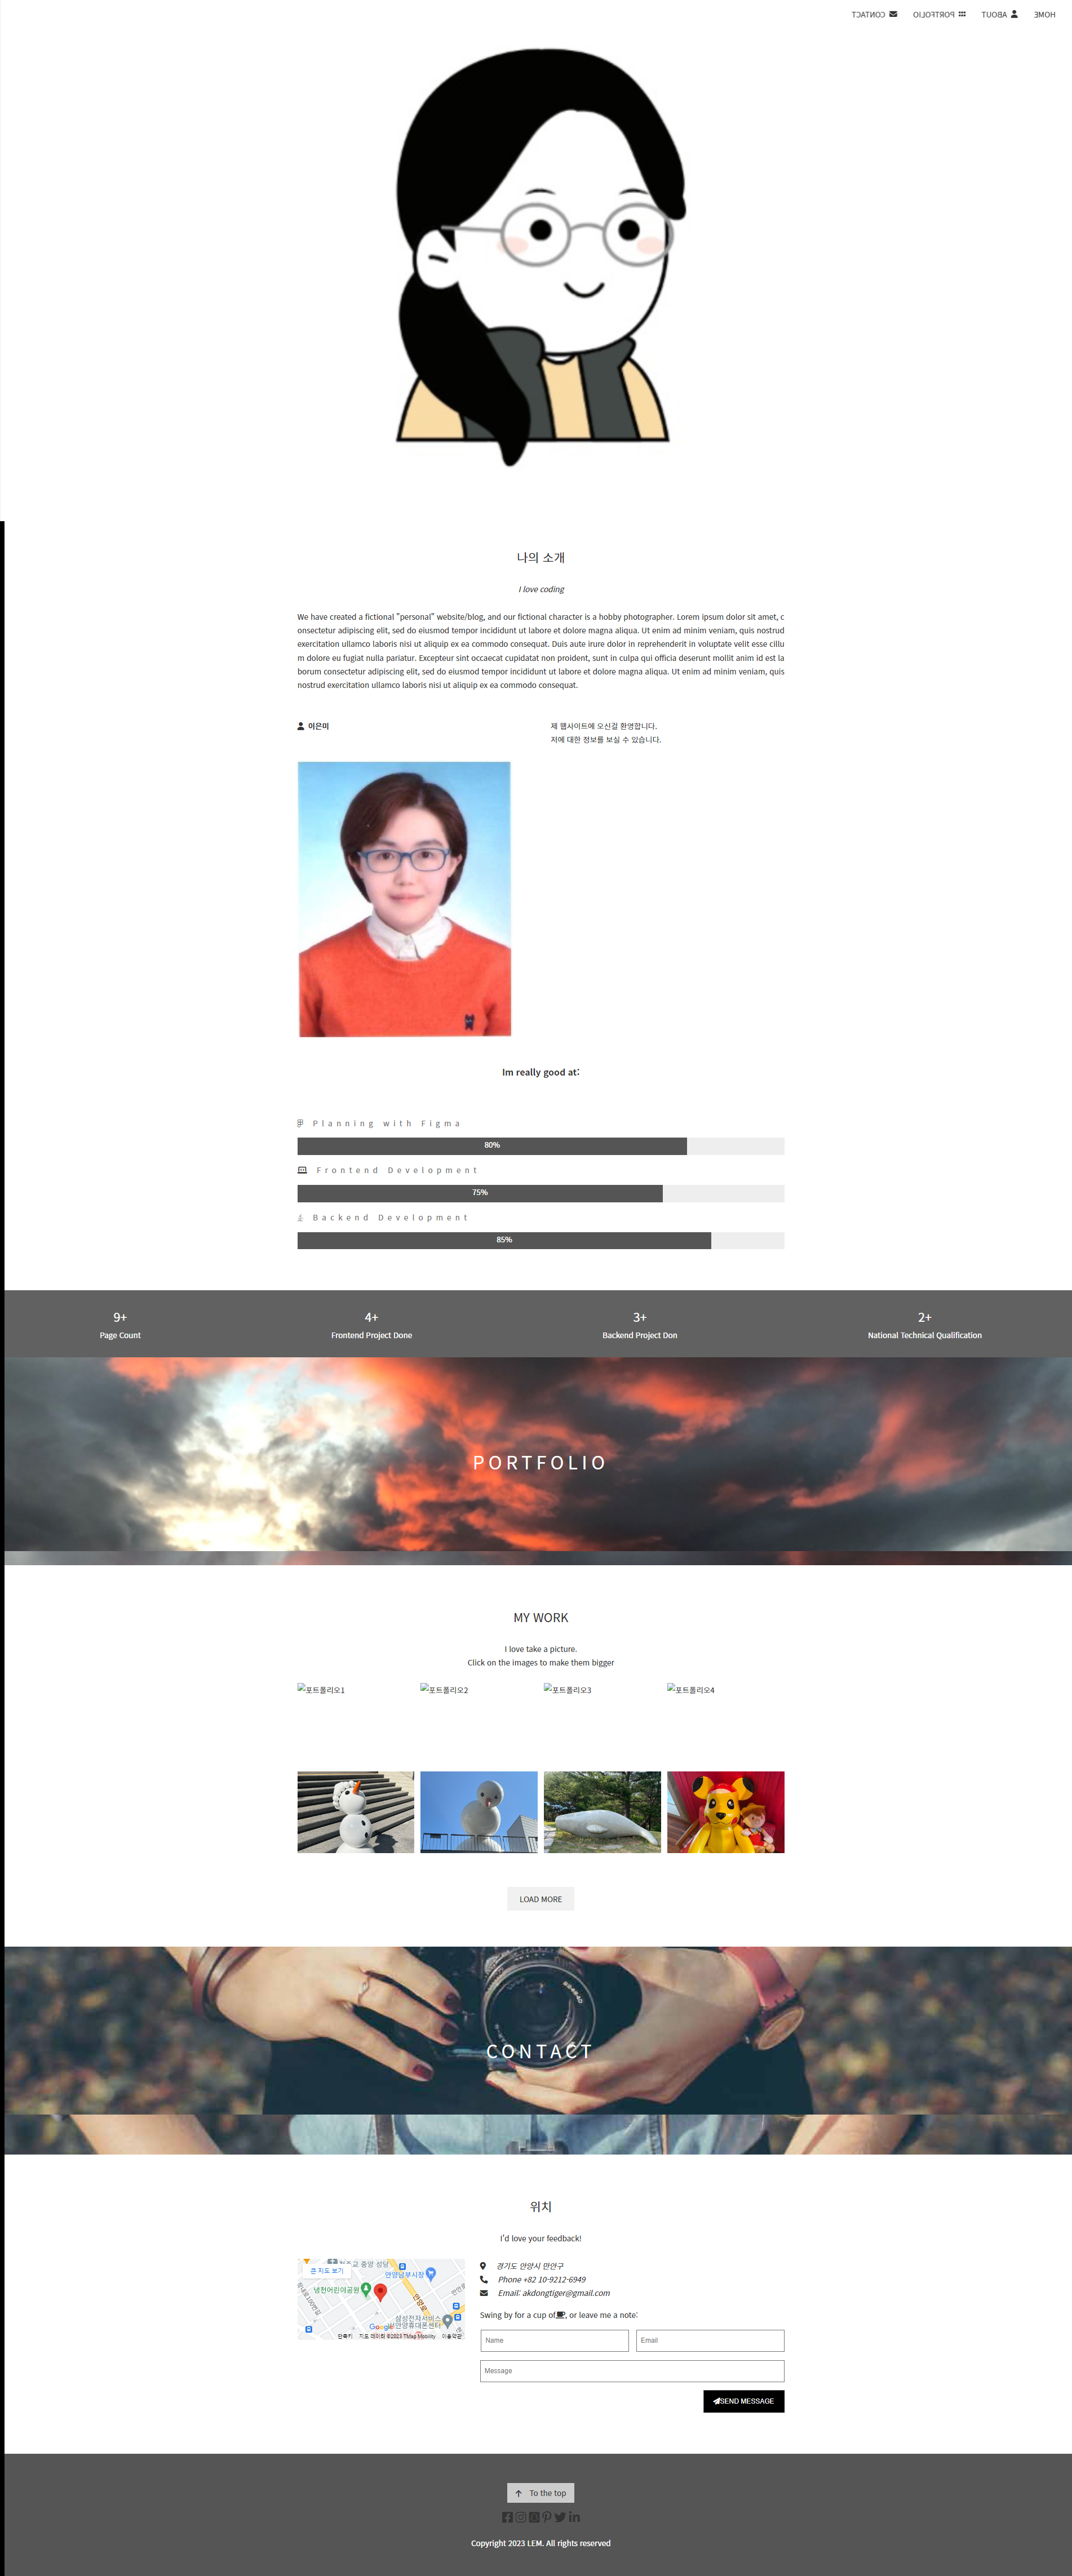 HOME
ABOUT
PORTFOLIO
CONTACT
나의 소개
I love coding
We have created a fictional "personal" website/blog, and our fictional character is a hobby photographer. Lorem ipsum dolor sit amet, c
onsectetur adipiscing elit, sed do eiusmod tempor incididunt ut labore et dolore magna aliqua. Ut enim ad minim veniam, quis nostrud
exercitation ullamco laboris nisi ut aliquip ex ea commodo consequat. Duis aute irure dolor in reprehenderit in voluptate velit esse cillu
m dolore eu fugiat nulla pariatur. Excepteur sint occaecat cupidatat non proident, sunt in culpa qui officia deserunt mollit anim id est la
borum consectetur adipiscing elit, sed do eiusmod tempor incididunt ut labore et dolore magna aliqua. Ut enim ad minim veniam, quis
nostrud exercitation ullamco laboris nisi ut aliquip ex ea commodo consequat.
이은미
제 웹사이트에 오신걸 환영합니다.
저에 대한 정보를 보실 수 있습니다.
Im really good at:
Planning with Figma
80%
Frontend Development
75%
Backend Development
85%
9+
Page Count
4+
Frontend Project Done
3+
Backend Project Don
2+
National Technical Qualification
PORTFOLIO
MY WORK
I love take a picture.
Click on the images to make them bigger
포트폴리오1
포트폴리오2
포트폴리오3
포트폴리오4
LOAD MORE
CONTACT
위치
I'd love your feedback!
큰 지도 보기
중앙 성당
안양남부시장
냉천어린이공원
안양로
삼성전자서비스
안양휴대폰센터
Google
단축키 지도 데이터 ©2023 TMap Mobility 이용약관
경기도 안양시 만안구
Phone +82 10-9212-6949
Email: akdongtiger@gmail.com
Swing by for a cup of, or leave me a note:
Name
Email
Message
SEND MESSAGE
To the top
Copyright 2023 LEM. All rights reserved